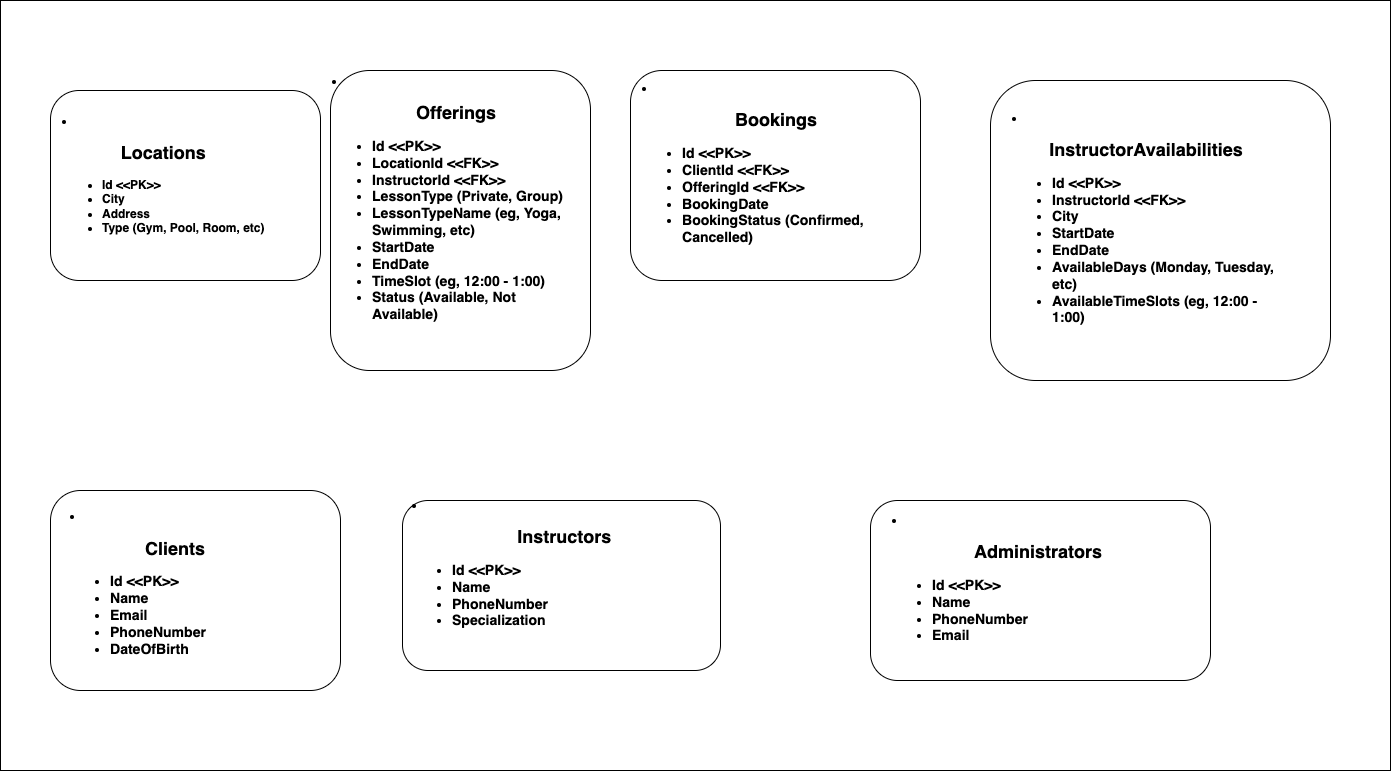 Locations
Id <<PK>>
City
Address
Type (Gym, Pool, Room, etc)
Offerings
Id <<PK>>
LocationId <<FK>>
InstructorId <<FK>>
LessonType (Private, Group)
LessonTypeName (eg, Yoga,
Swimming, etc)
StartDate
EndDate
TimeSlot (eg, 12:00 - 1:00)
Status (Available, Not
Available)
Bookings
Id <<PK>>
ClientId <<FK>>
OfferingId <<FK>>
BookingDate
BookingStatus (Confirmed,
Cancelled)
InstructorAvailabilities
Id <<PK>>
InstructorId <<FK>>
City
StartDate
EndDate
AvailableDays (Monday, Tuesday,
etc)
AvailableTimeSlots (eg, 12:00 -
1:00)
Clients
Id <<PK>>
Name
Email
PhoneNumber
DateOfBirth
Instructors
Id <<PK>>
Name
PhoneNumber
Specialization
Administrators
Id <<PK>>
Name
PhoneNumber
Email